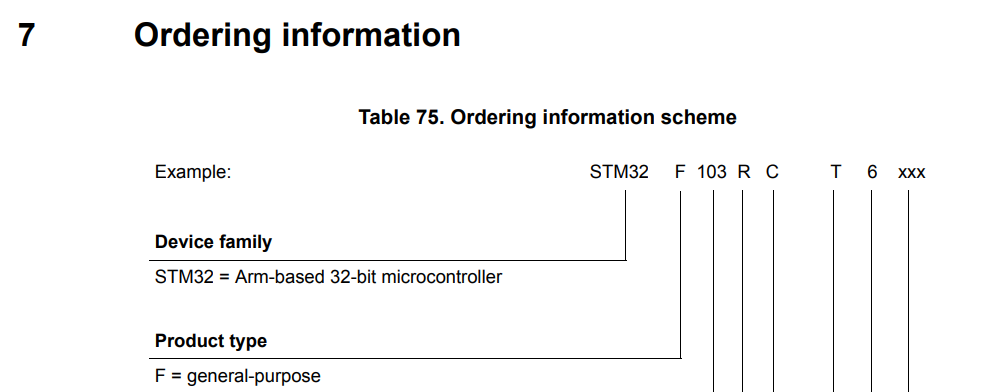 7 Ordering information
Table 75. Ordering information scheme
Example: STM32 F 103 R C T 6 xxx
Device family
STM32 = Arm-based 32-bit microcontroller
Product type
F = general-purpose